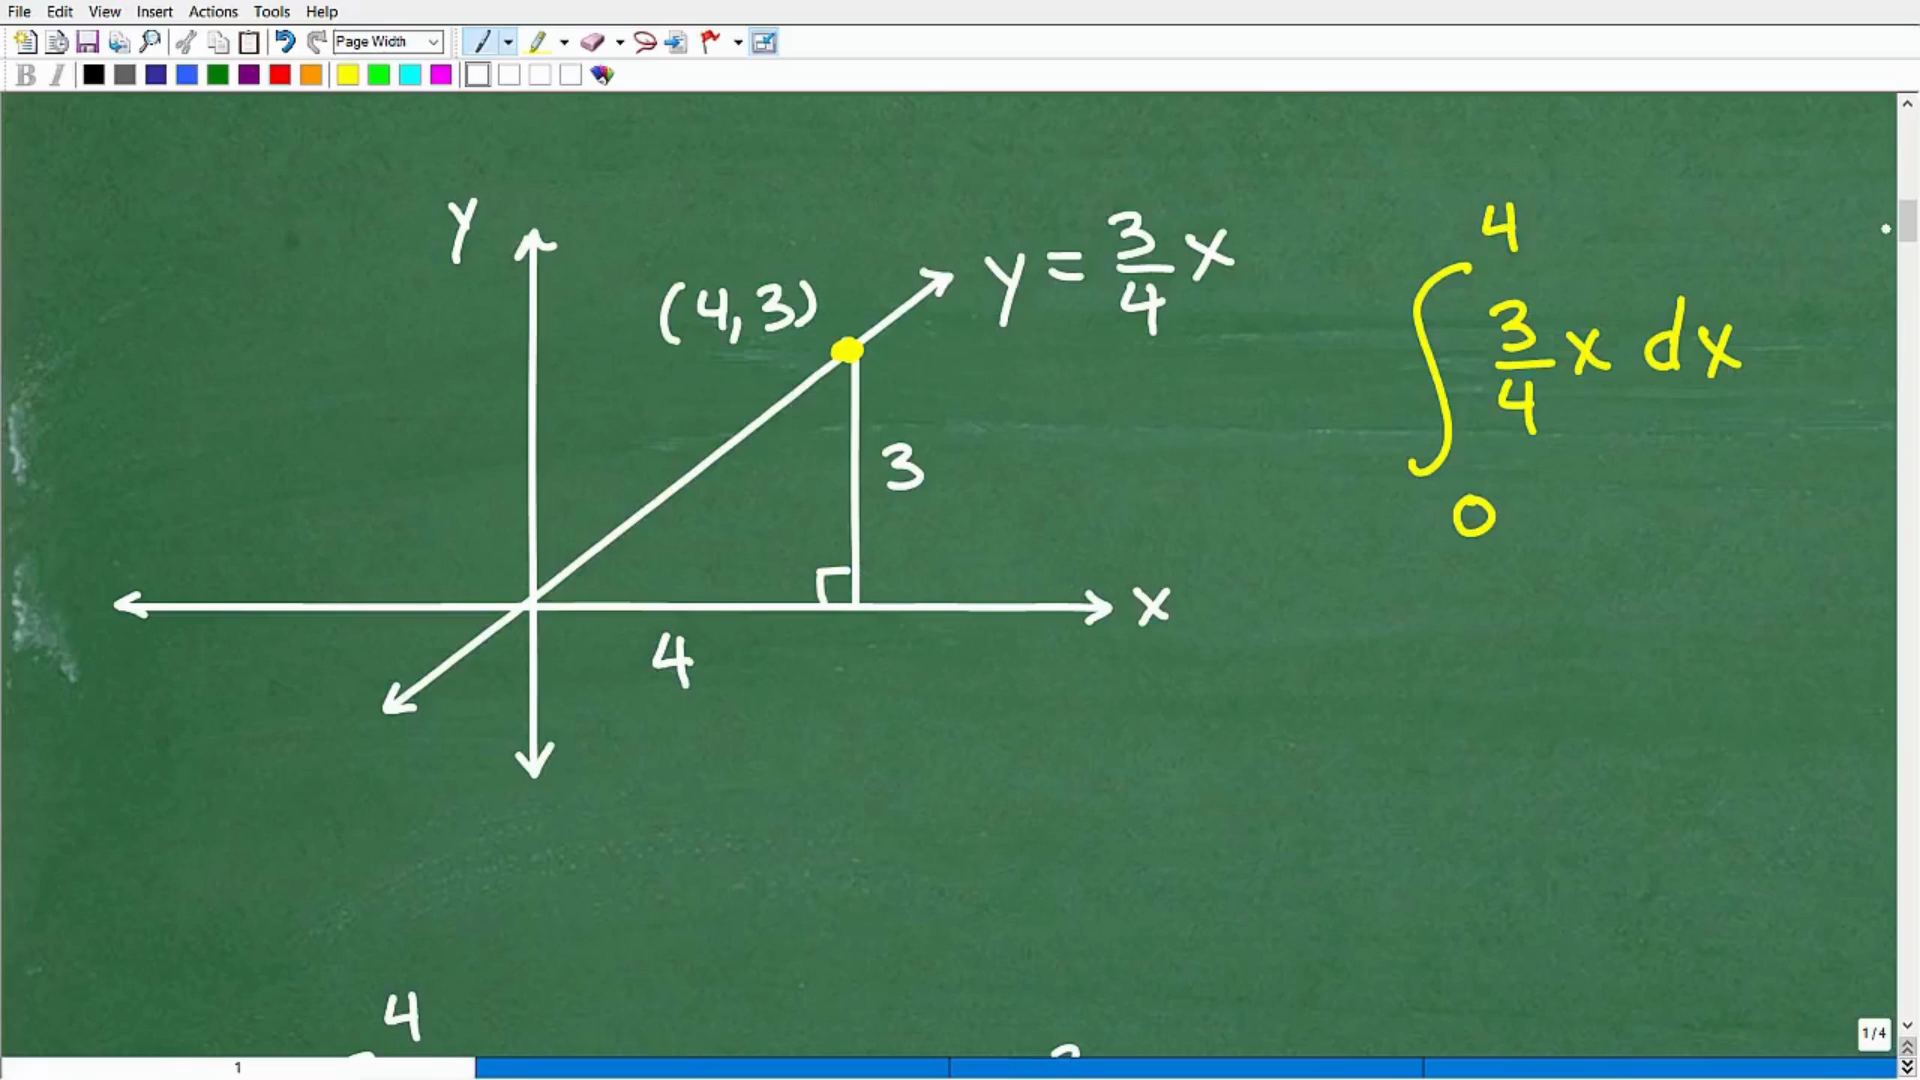 File Edit View Insert Actions Tools Help
Page Width
B I
y
(4,3)
y = 3/4 x
3
4
x
4
∫ 3/4 x dx
0
4
1/4
1